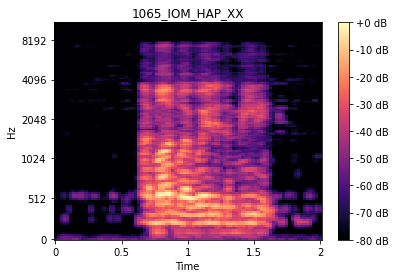 1065_IOM_HAP_XX
8192
4096
2048
1024
512
0
Hz
0
0.5
1
1.5
2
Time
+0 dB
-10 dB
-20 dB
-30 dB
-40 dB
-50 dB
-60 dB
-70 dB
-80 dB